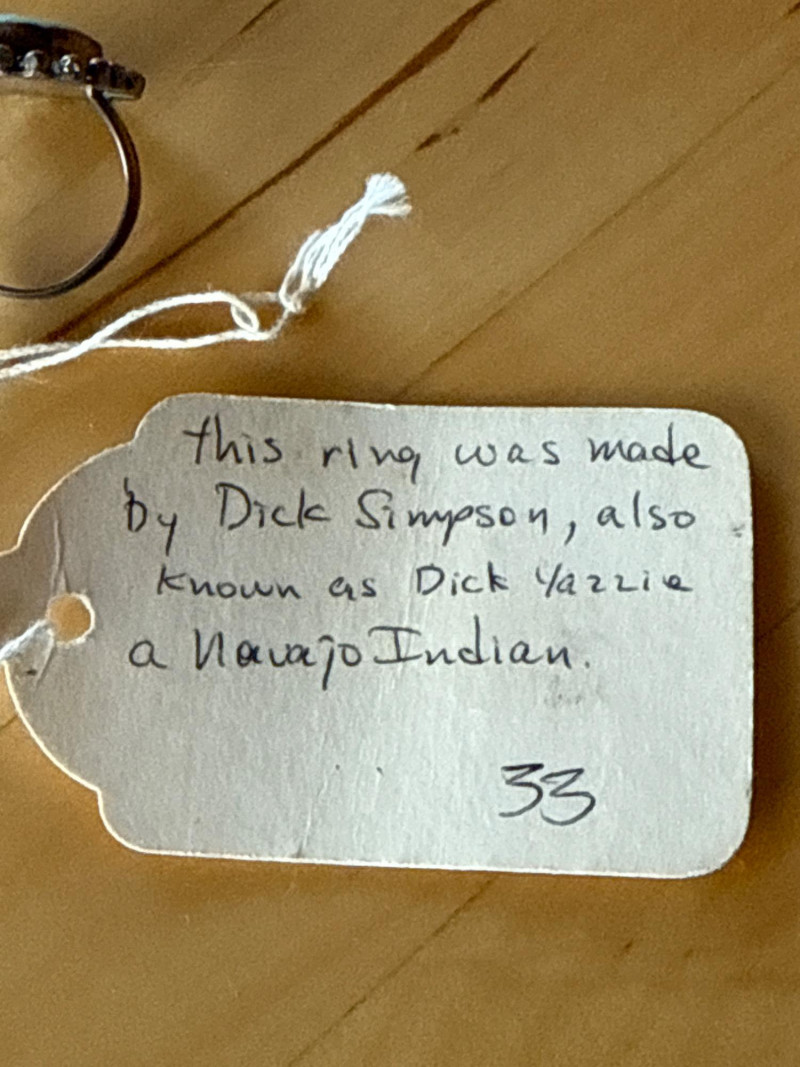 this ring was made
by Dick Simpson, also
known as Dick Yazzie
a Navajo Indian.
33